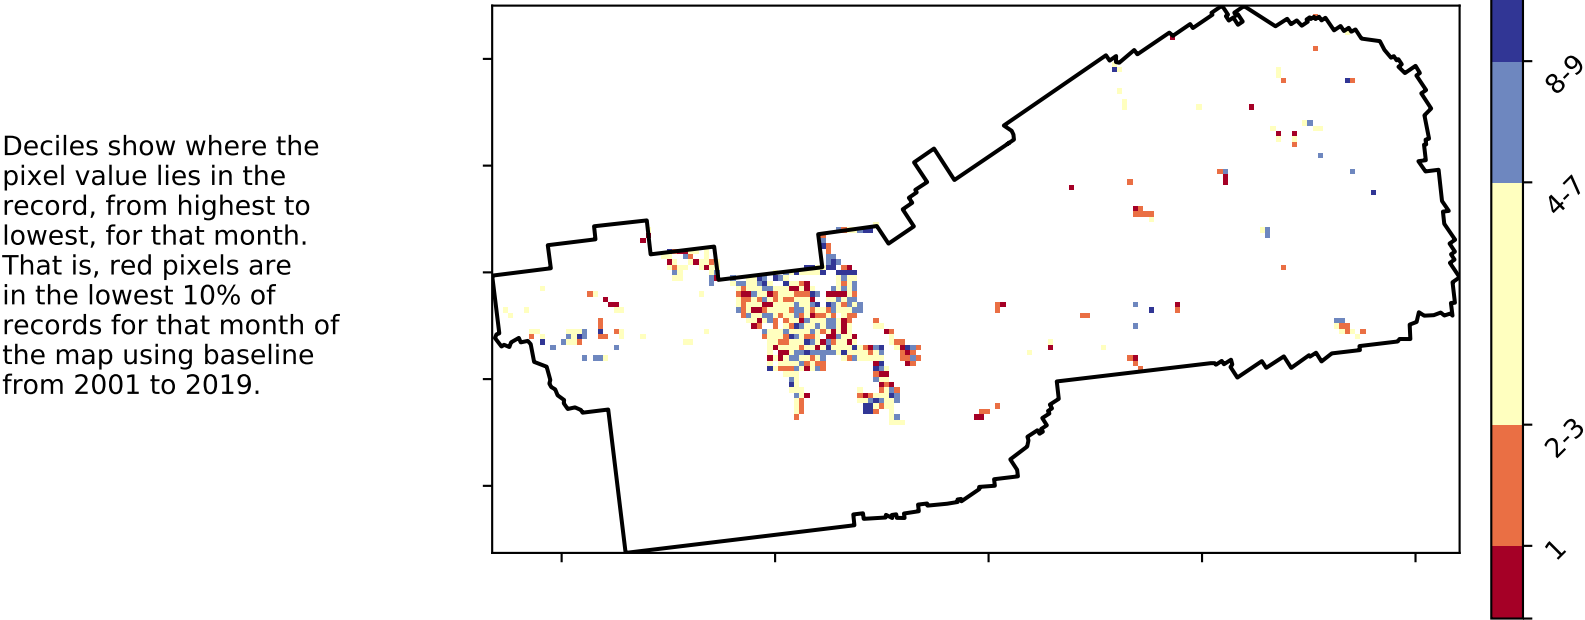 Deciles show where the
pixel value lies in the
record, from highest to
lowest, for that month.
That is, red pixels are
in the lowest 10% of
records for that month of
the map using baseline
from 2001 to 2019.
8-9
4-7
2-3
1